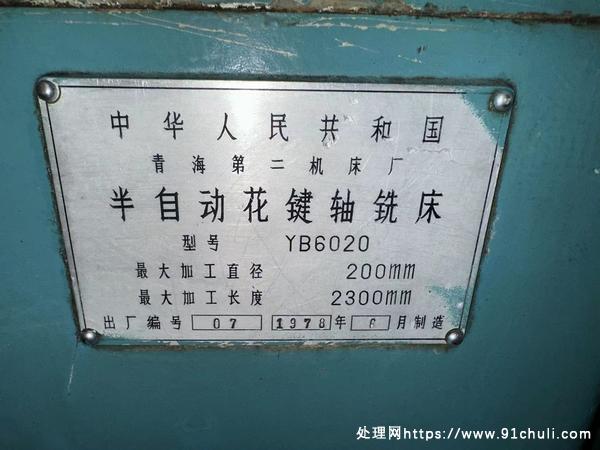 中华人民共和国
青海第二机床厂
半自动花键轴铣床
型号 YB6020
最大加工直径 200mm
最大加工长度 2300mm
出厂编号 07 1978年 6月制造
处理网https://www.91chuli.com/